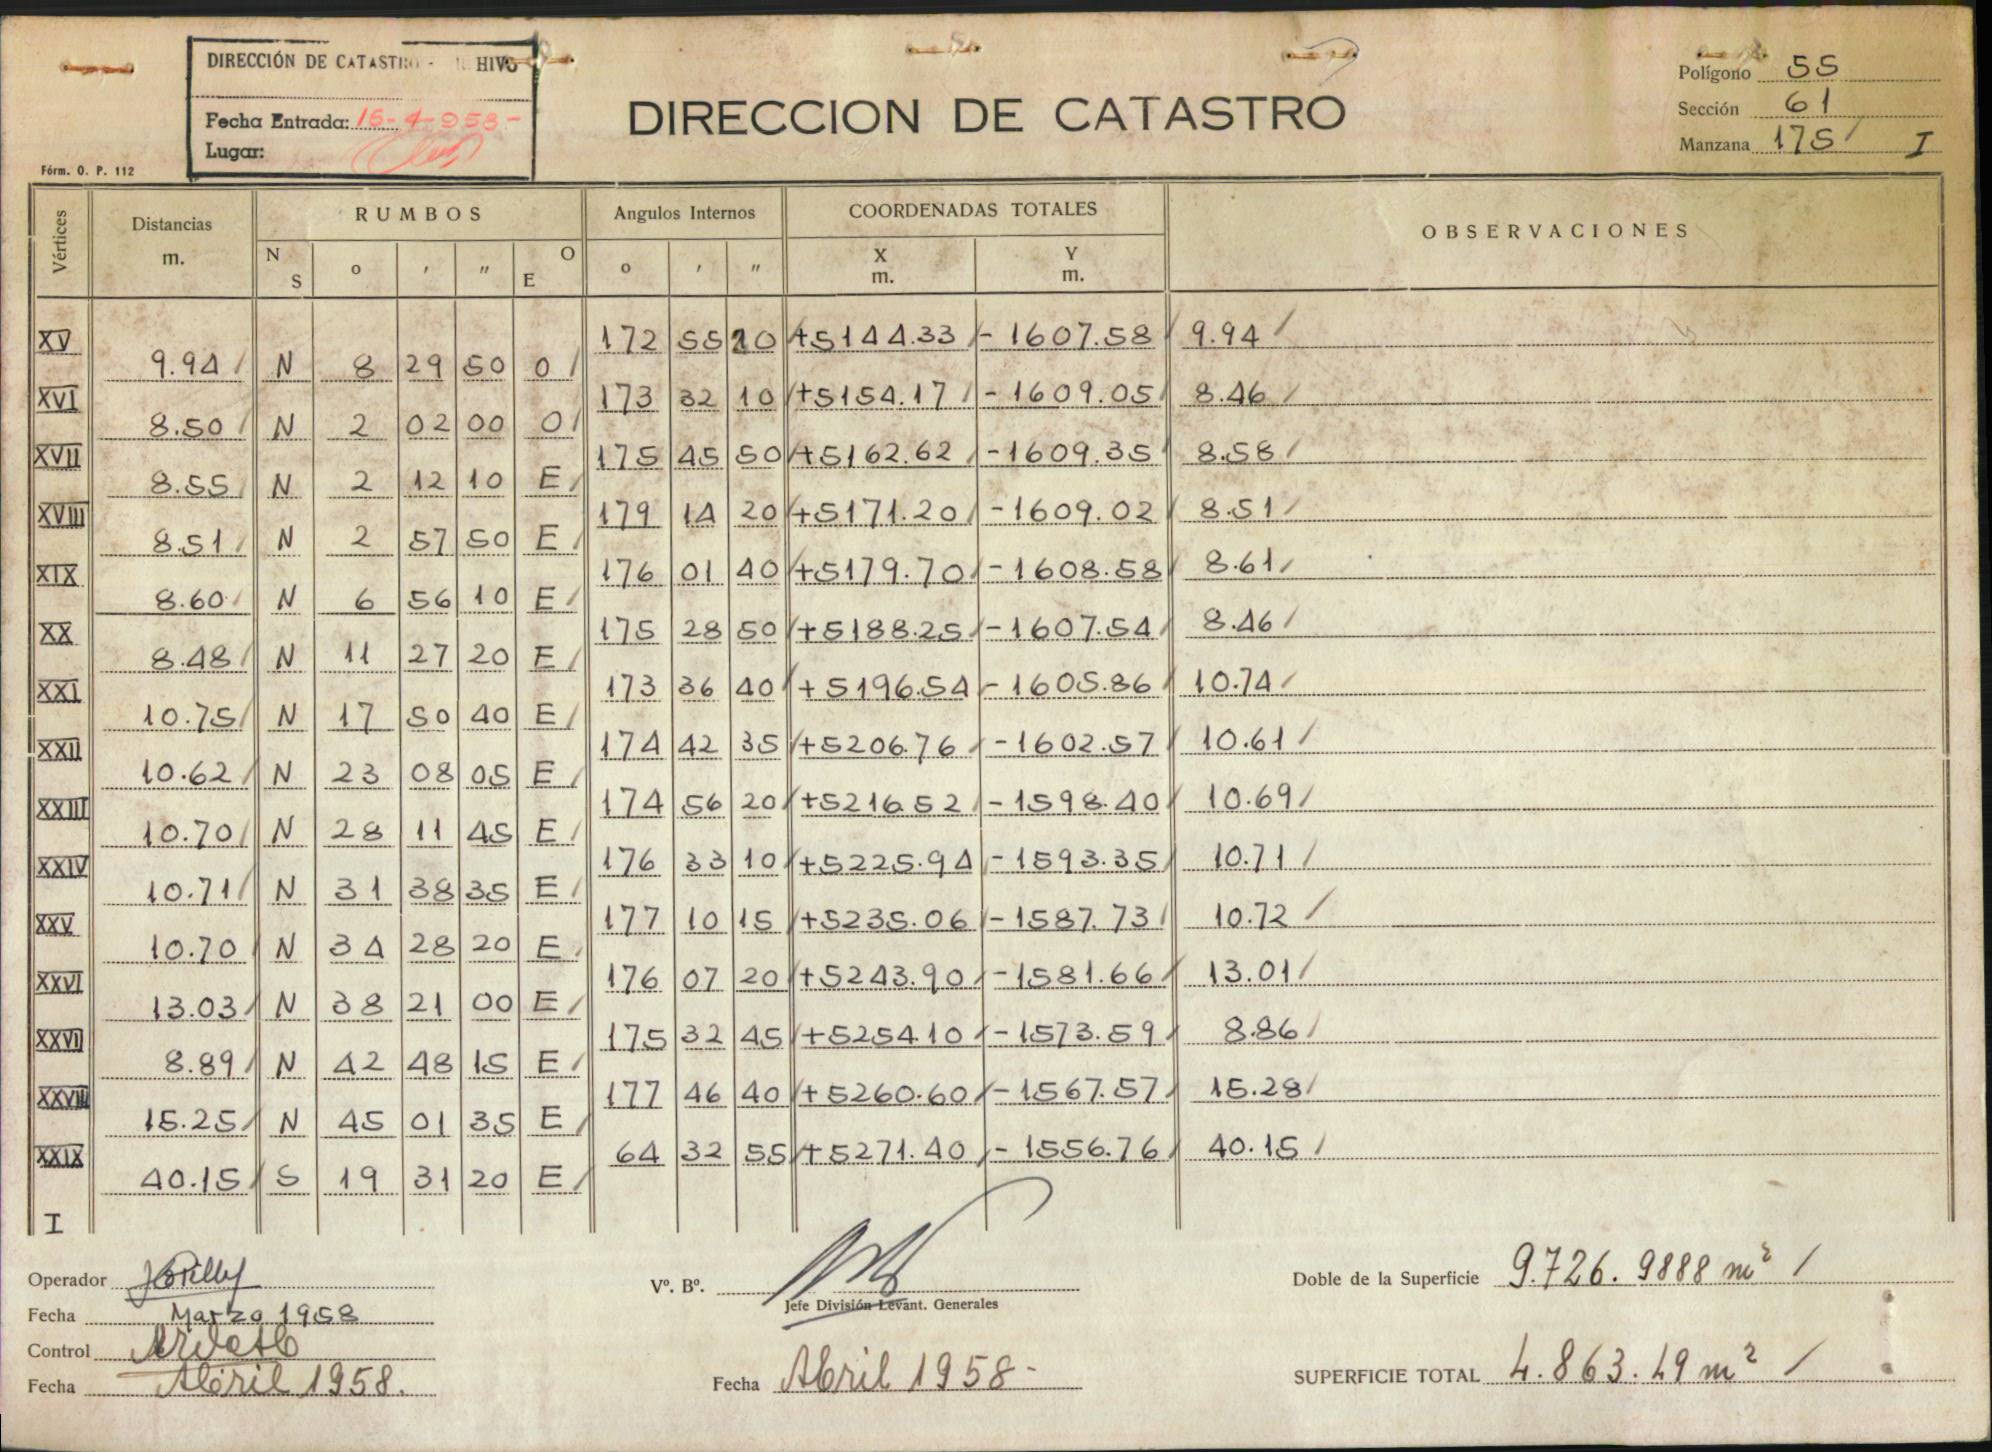 DIRECCIÓN DE CATASTRO - HIVO
Fecha Entrada: 15-4-958-
Lugar:
Fórm. O. P. 112
DIRECCION DE CATASTRO
Polígono 55
Sección 61
Manzana 175 / I
Vértices Distancias m. RUMBOS Angulos Internos COORDENADAS TOTALES OBSERVACIONES
N S ° ' " O E ° ' " X m. Y m.
XV 172 55 20 +5144.33 / - 1607.58 / 9.94 /
9.94 / N 8 29 50 O /
XVI 173 32 10 +5154.17 / - 1609.05 / 8.46 /
8.50 / N 2 02 00 O /
XVII 175 45 50 +5162.62 / - 1609.35 8.58 /
8.55 N 2 12 10 E /
XVIII 179 14 20 +5171.20 / - 1609.02 / 8.51 /
8.51 / N 2 57 50 E /
XIX 176 01 40 +5179.70 / - 1608.58 8.61 /
8.60 N 6 56 10 E /
XX 175 28 50 / +5188.25 / - 1607.54 / 8.46 /
8.48 / N 11 27 20 E /
XXI 173 36 40 / +5196.54 / - 1605.86 / 10.74 /
10.75 / N 17 50 40 E /
XXII 174 42 35 / +5206.76 / - 1602.57 / 10.61 /
10.62 / N 23 08 05 E /
XXIII 174 56 20 / +5216.52 / - 1598.40 / 10.69 /
10.70 / N 28 11 45 E /
XXIV 176 33 10 / +5225.94 / - 1593.35 / 10.71 /
10.71 / N 31 38 35 E /
XXV 177 10 15 / +5235.06 / - 1587.73 / 10.72 /
10.70 N 34 28 20 E /
XXVI 176 07 20 / +5243.90 / - 1581.66 / 13.01 /
13.03 / N 38 21 00 E /
XXVII 175 32 45 / +5254.10 / - 1573.59 / 8.86 /
8.89 / N 42 48 15 E /
XXVIII 177 46 40 / +5260.60 / - 1567.57 / 15.28 /
15.25 / N 45 01 35 E /
XXIX 64 32 55 / +5271.40 / - 1556.76 / 40.15 /
40.15 / S 19 31 20 E /
I
Operador
Fecha Marzo 1958
Control
Fecha Abril 1958.
Vº. Bº.
Jefe División Levant. Generales
Fecha Abril 1958-
Doble de la Superficie 9.726.9888 m² /
SUPERFICIE TOTAL 4.863.49 m² /